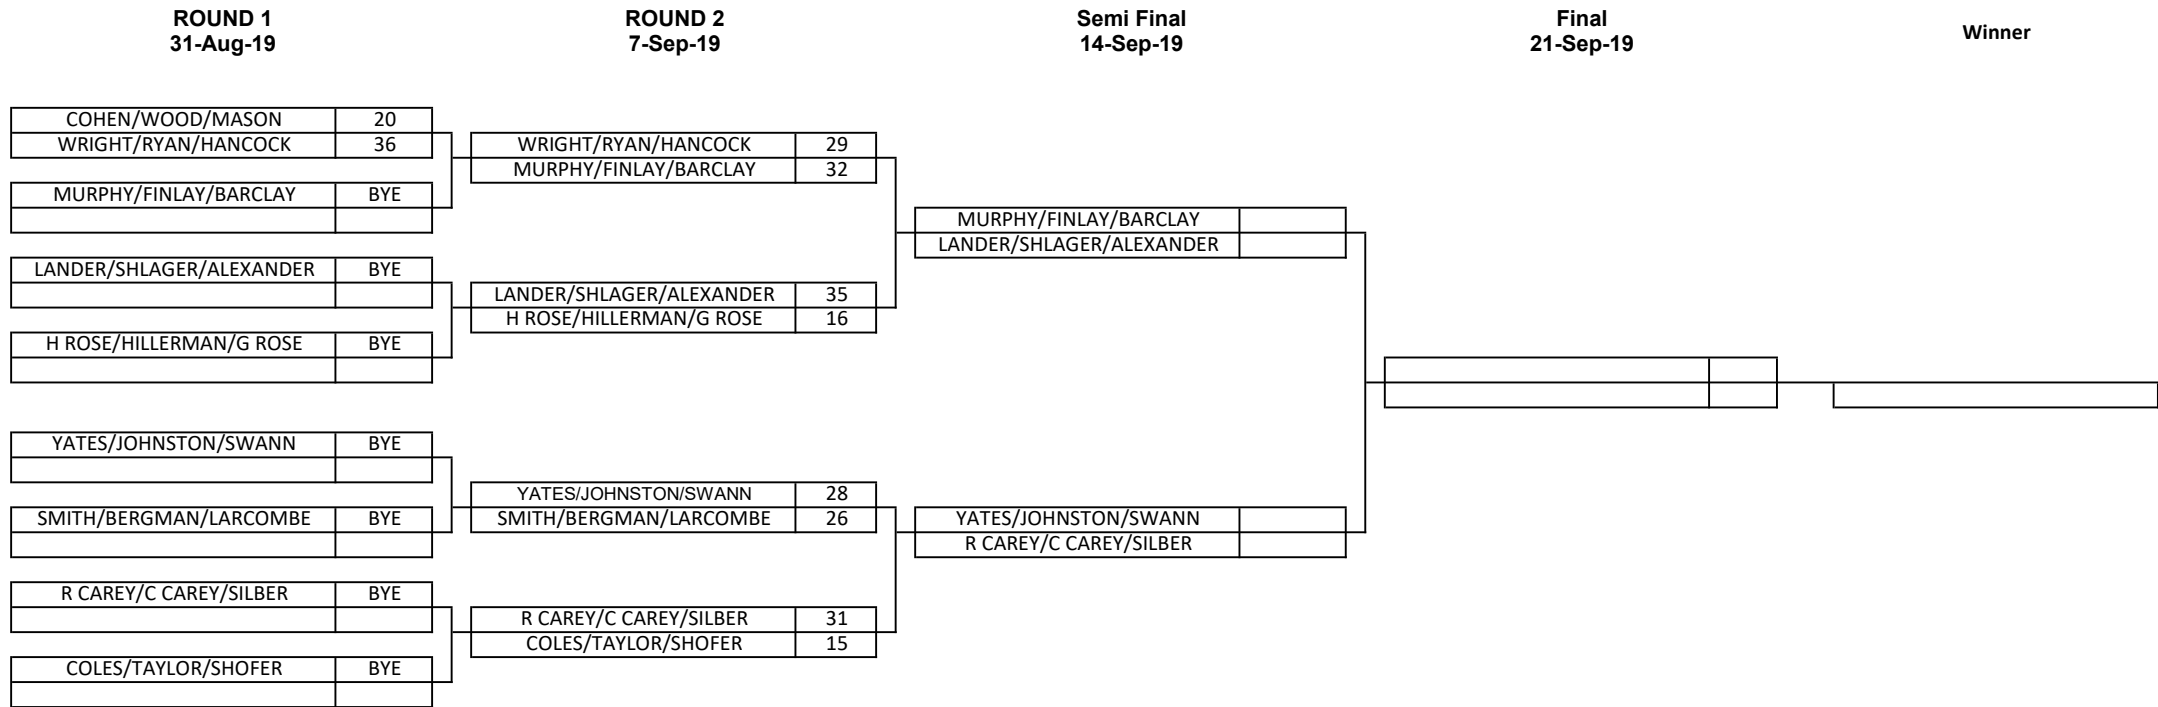 ROUND 1
31-Aug-19
ROUND 2
7-Sep-19
Semi Final
14-Sep-19
Final
21-Sep-19
Winner
COHEN/WOOD/MASON 20
WRIGHT/RYAN/HANCOCK 36
MURPHY/FINLAY/BARCLAY BYE
LANDER/SHLAGER/ALEXANDER BYE
H ROSE/HILLERMAN/G ROSE BYE
YATES/JOHNSTON/SWANN BYE
SMITH/BERGMAN/LARCOMBE BYE
R CAREY/C CAREY/SILBER BYE
COLES/TAYLOR/SHOFER BYE
WRIGHT/RYAN/HANCOCK 29
MURPHY/FINLAY/BARCLAY 32
LANDER/SHLAGER/ALEXANDER 35
H ROSE/HILLERMAN/G ROSE 16
YATES/JOHNSTON/SWANN 28
SMITH/BERGMAN/LARCOMBE 26
R CAREY/C CAREY/SILBER 31
COLES/TAYLOR/SHOFER 15
MURPHY/FINLAY/BARCLAY
LANDER/SHLAGER/ALEXANDER
YATES/JOHNSTON/SWANN
R CAREY/C CAREY/SILBER